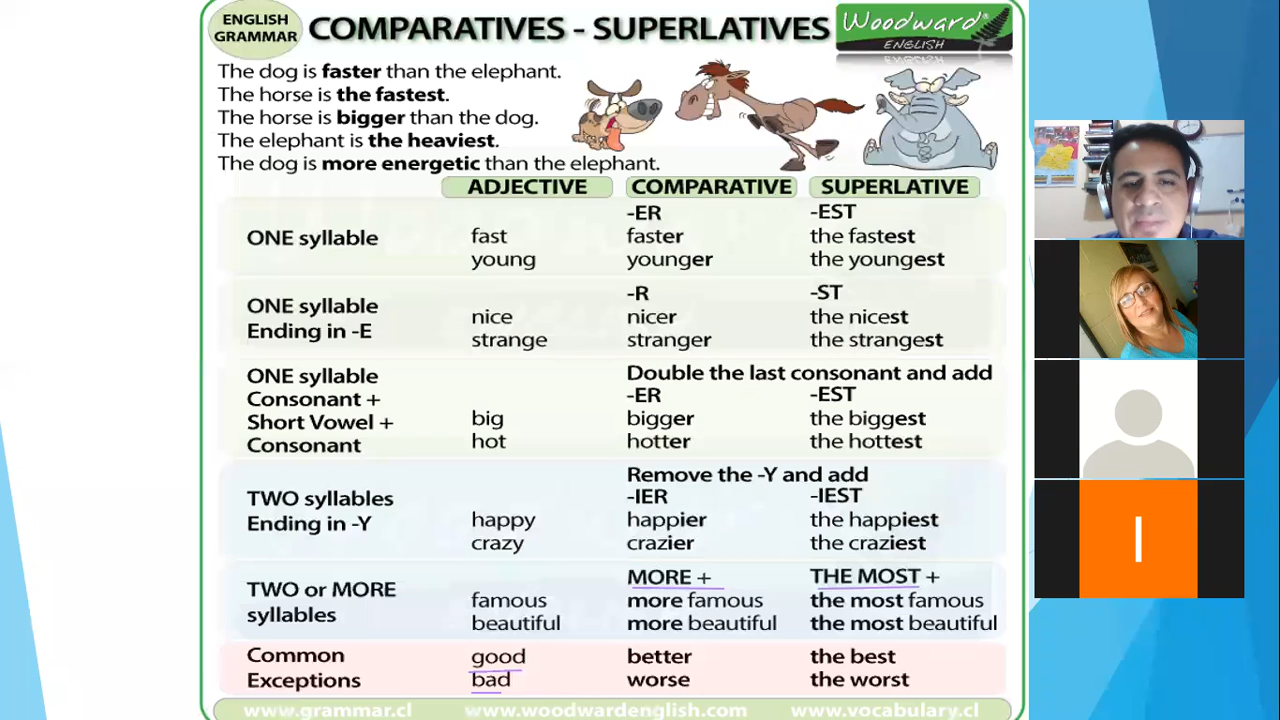 ENGLISH
GRAMMAR
COMPARATIVES - SUPERLATIVES
Woodward®
ENGLISH
The dog is faster than the elephant.
The horse is the fastest.
The horse is bigger than the dog.
The elephant is the heaviest.
The dog is more energetic than the elephant.
ADJECTIVE COMPARATIVE SUPERLATIVE
-ER -EST
ONE syllable fast faster the fastest
young younger the youngest
-R -ST
ONE syllable
Ending in -E
nice nicer the nicest
strange stranger the strangest
Double the last consonant and add
ONE syllable
Consonant +
Short Vowel +
Consonant
-ER -EST
big bigger the biggest
hot hotter the hottest
Remove the -Y and add
TWO syllables
Ending in -Y
-IER -IEST
happy happier the happiest
crazy crazier the craziest
MORE + THE MOST +
TWO or MORE
syllables
famous more famous the most famous
beautiful more beautiful the most beautiful
Common
Exceptions
good better the best
bad worse the worst
www.grammar.cl www.woodwardenglish.com www.vocabulary.cl
I